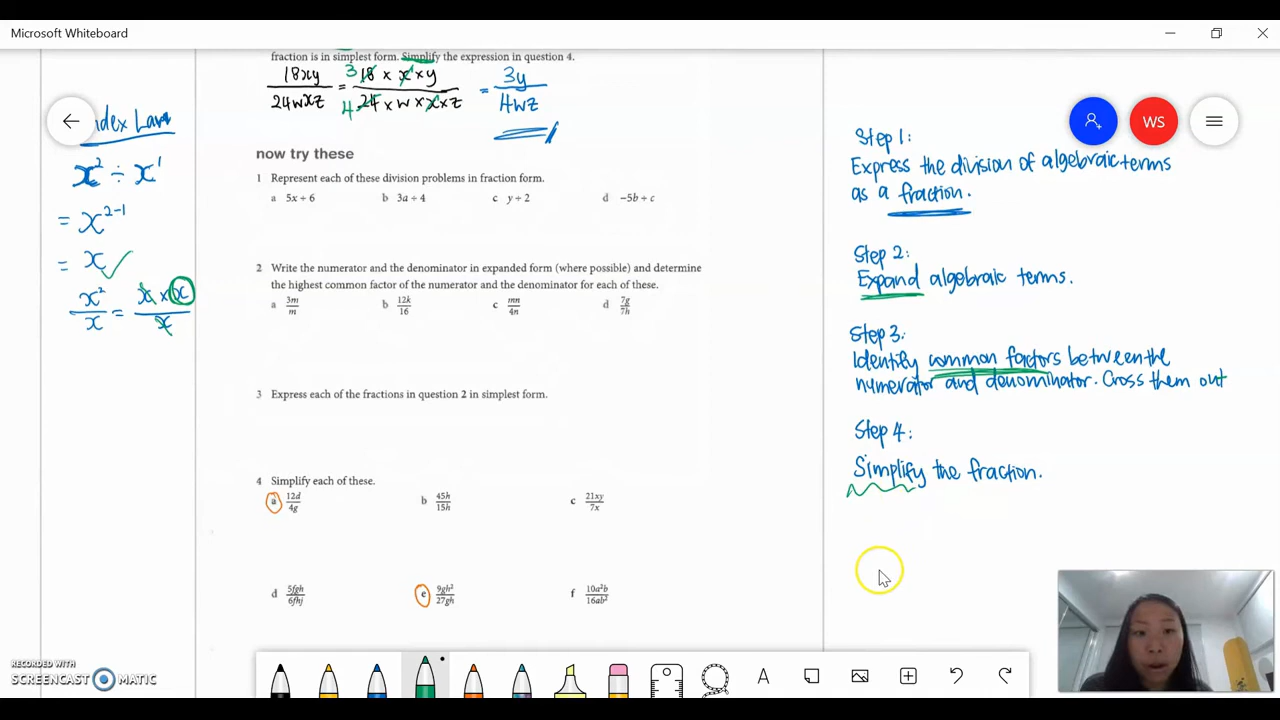 Microsoft Whiteboard
fraction is in simplest form. Simplify the expression in question 4.
18xy / 24wxz = 3 18 × x × y / 4 24 × w × x × z = 3y / 4wz
Index Law
x² ÷ x¹
= x²⁻¹
= x ✓
x² / x = x × x / x
now try these
1 Represent each of these division problems in fraction form.
a 5x ÷ 6 b 3a ÷ 4 c y ÷ 2 d −5b ÷ c
2 Write the numerator and the denominator in expanded form (where possible) and determine
the highest common factor of the numerator and the denominator for each of these.
a 3m/m b 12k/16 c mn/4n d 7g/7h
3 Express each of the fractions in question 2 in simplest form.
4 Simplify each of these.
a 12d/4g b 45h/15h c 21xy/7x
d 5fgh/6fhj e 9gh²/27gh f 10a²b/16ab²
WS
Step 1:
Express the division of algebraic terms
as a fraction.
Step 2:
Expand algebraic terms.
Step 3:
Identify common factors between the
numerator and denominator. Cross them out
Step 4:
Simplify the fraction.
RECORDED WITH
SCREENCAST MATIC
A